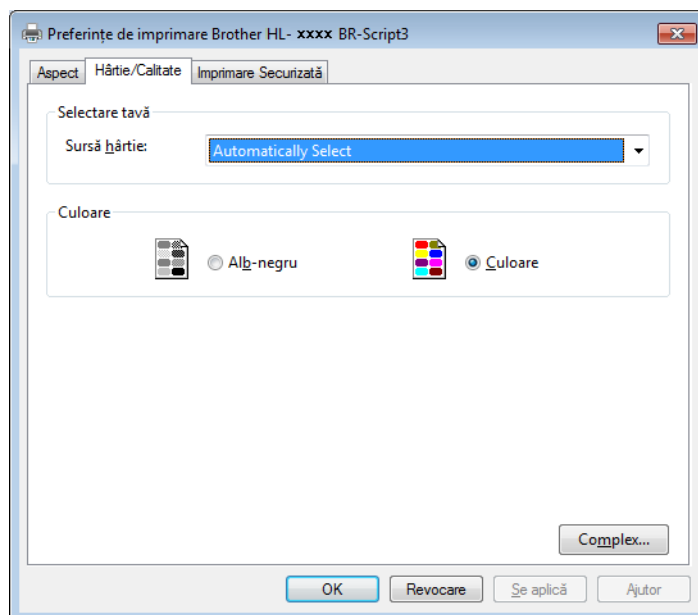 Preferințe de imprimare Brother HL- xxxx BR-Script3
Aspect Hârtie/Calitate Imprimare Securizată
Selectare tavă
Sursă hârtie: Automatically Select
Culoare
Alb-negru Culoare
Complex...
OK Revocare Se aplică Ajutor